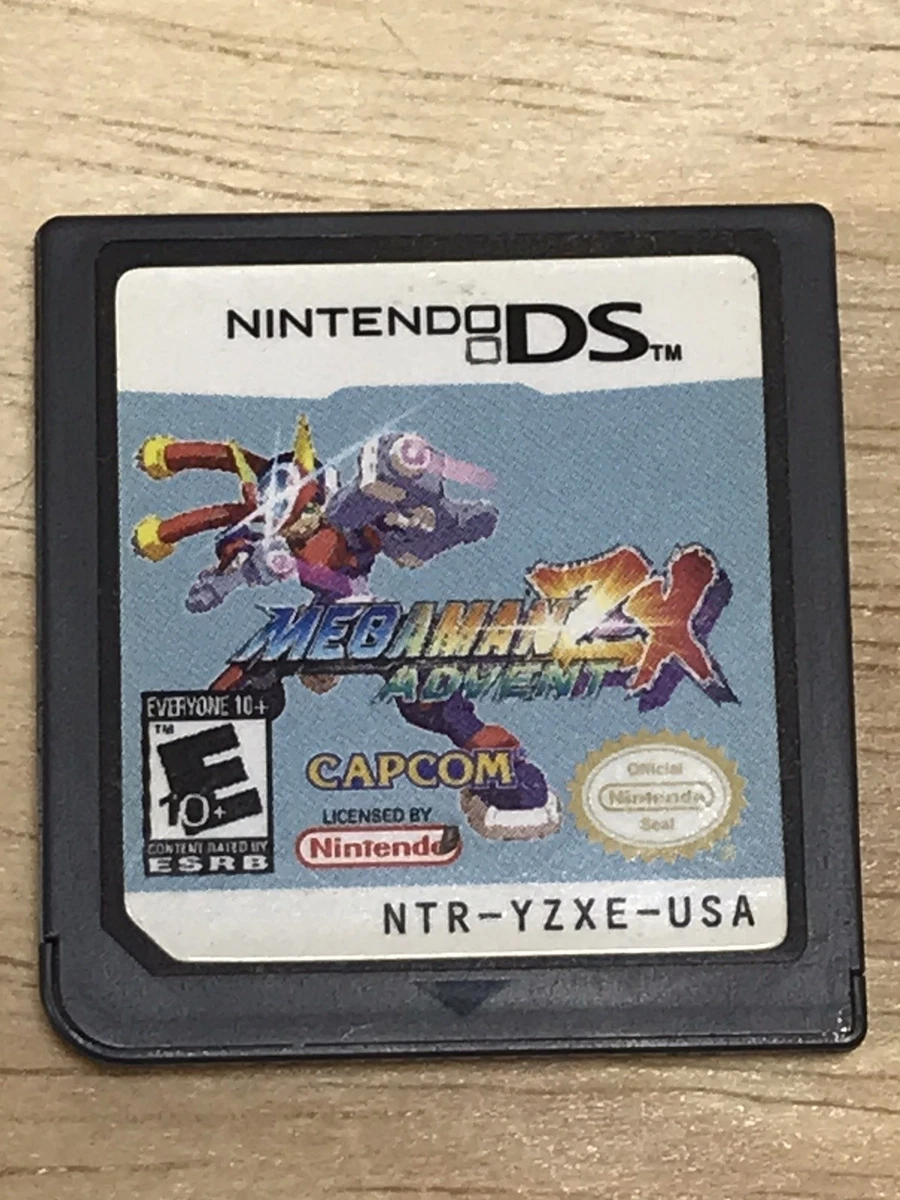 NINTENDO DS™
MEGAMAN ZX
ADVENT
EVERYONE 10+
™
E
10+
CONTENT RATED BY
ESRB
CAPCOM
LICENSED BY
Nintendo
Official
Nintendo
Seal
NTR-YZXE-USA